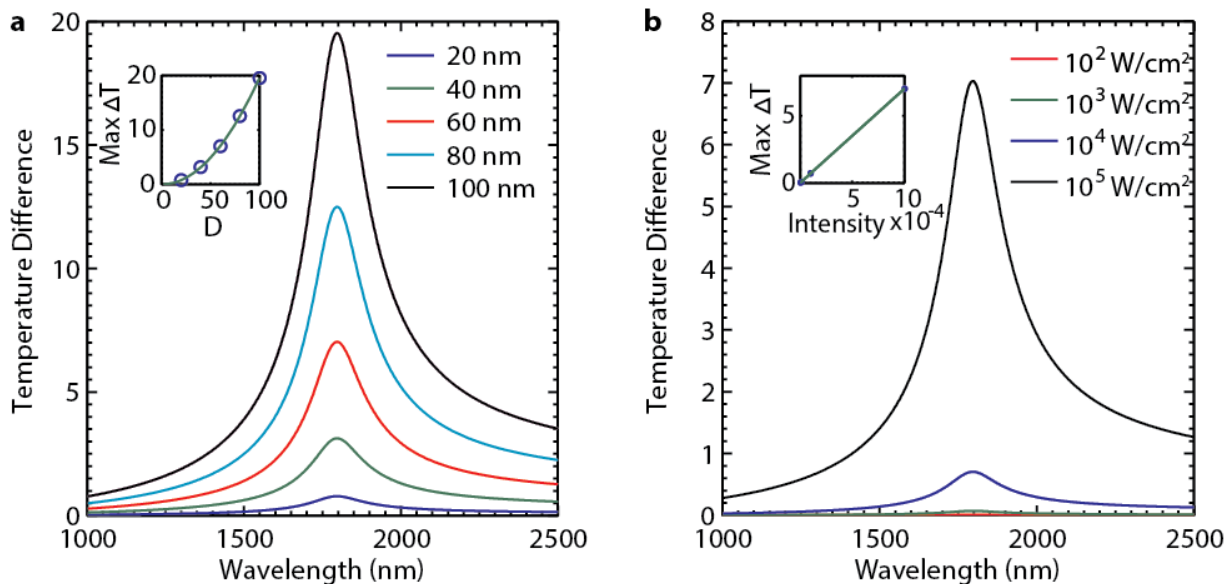 a
Temperature Difference
20
15
10
5
0
1000
1500
2000
2500
Wavelength (nm)
20 nm
40 nm
60 nm
80 nm
100 nm
Max ΔT
20
10
0
0
50
100
D
b
Temperature Difference
8
7
6
5
4
3
2
1
0
1000
1500
2000
2500
Wavelength (nm)
10² W/cm²
10³ W/cm²
10⁴ W/cm²
10⁵ W/cm²
Max ΔT
5
0
5
10
Intensity x10⁻⁴